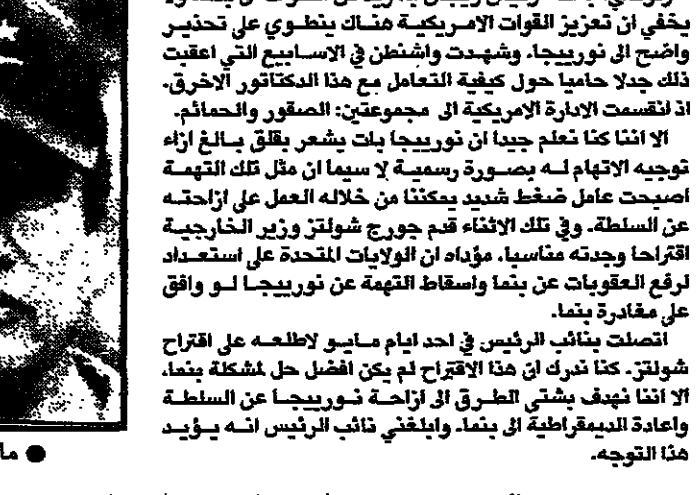 يخفي ان تعزيز القوات الامريكية هناك ينطوي على تحذير
واضح الى نورييجا. وشهدت واشنطن في الاسابيع التي اعقبت
ذلك جدلا حاميا حول كيفية التعامل مع هذا الدكتاتور الاخرق.
اذ انقسمت الادارة الامريكية الى مجموعتين: الصقور والحمائم.
الا اننا كنا نعلم جيدا ان نورييجا بات يشعر بقلق بالغ ازاء
توجيه الاتهام له بصورة رسمية لا سيما ان مثل تلك التهمة
اصبحت عامل ضغط شديد يمكننا من خلاله العمل على ازاحته
عن السلطة. وفي تلك الاثناء قدم جورج شولتز وزير الخارجية
اقتراحا وجدته مناسبا. مؤداه ان الولايات المتحدة على استعداد
لرفع العقوبات عن بنما واسقاط التهمة عن نورييجا لو وافق
على مغادرة بنما.
اتصلت بنائب الرئيس في احد ايام مايو لاطلعه على اقتراح
شولتز. كنا ندرك ان هذا الاقتراح لم يكن افضل حل لمشكلة بنما.
الا اننا نهدف بشتى الطرق الى ازاحة نورييجا عن السلطة
واعادة الديمقراطية الى بنما. وابلغني نائب الرئيس انه يؤيد
هذا التوجه.